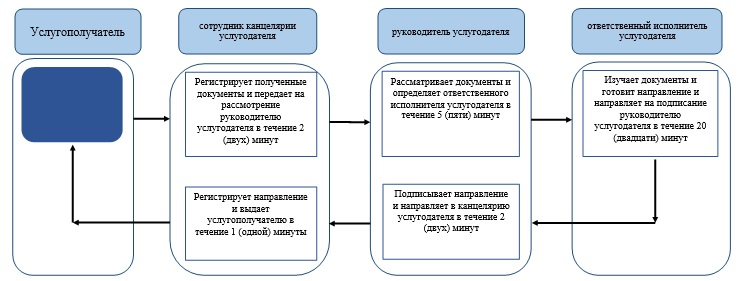 Услугополучатель
сотрудник канцелярии
услугодателя
руководитель услугодателя
ответственный исполнитель
услугодателя
Регистрирует полученные
документы и передает на
рассмотрение
руководителю
услугодателя в течение 2
(двух) минут
Рассматривает документы и
определяет ответственного
исполнителя услугодателя в
течение 5 (пяти) минут
Изучает документы и
готовит направление и
направляет на подписание
руководителю
услугодателя в течение 20
(двадцати) минут
Регистрирует направление
и выдает
услугополучателю в
течение 1 (одной) минуты
Подписывает направление
и направляет в канцелярию
услугодателя в течение 2
(двух) минут